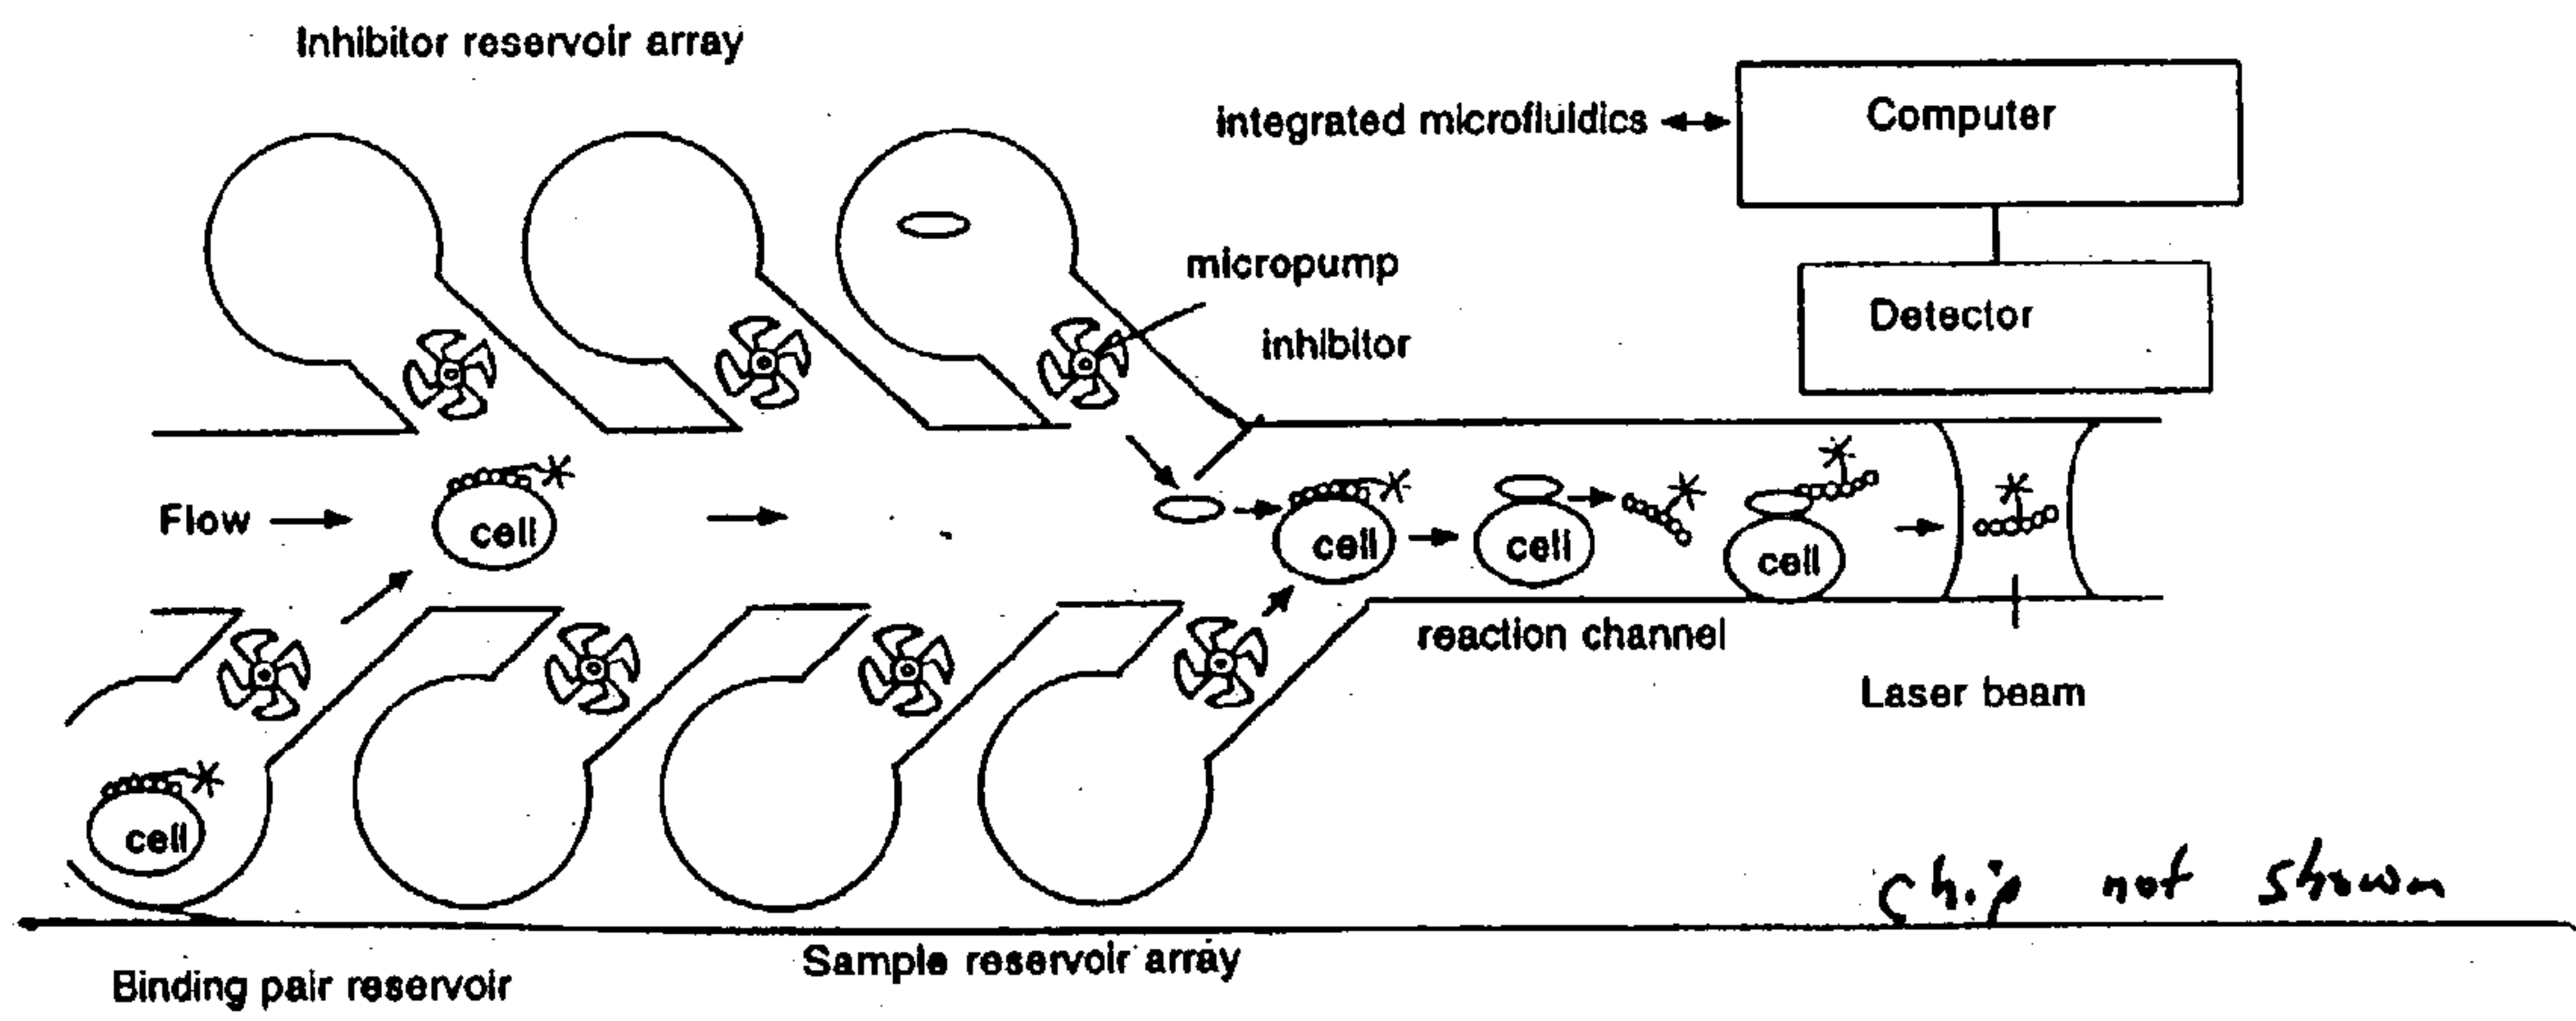 Inhibitor reservoir array
integrated microfluidics
Computer
micropump
inhibitor
Detector
Flow
cell
cell
cell
cell
cell
reaction channel
Laser beam
chip not shown
Sample reservoir array
Binding pair reservoir